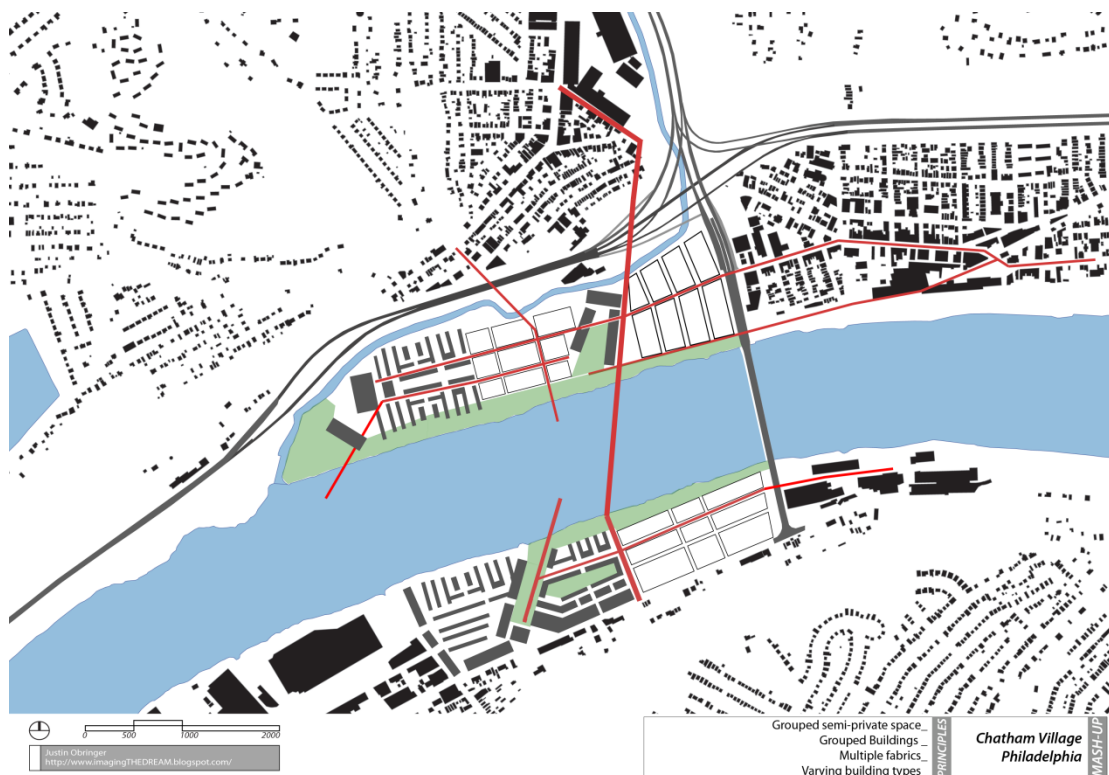 0 500 1000 2000
Justin Obringer
http://www.imagingTHEDREAM.blogspot.com/
Grouped semi-private space_
Grouped Buildings _
Multiple fabrics_
Varying building types
PRINCIPLES
Chatham Village
Philadelphia
MASH-UP